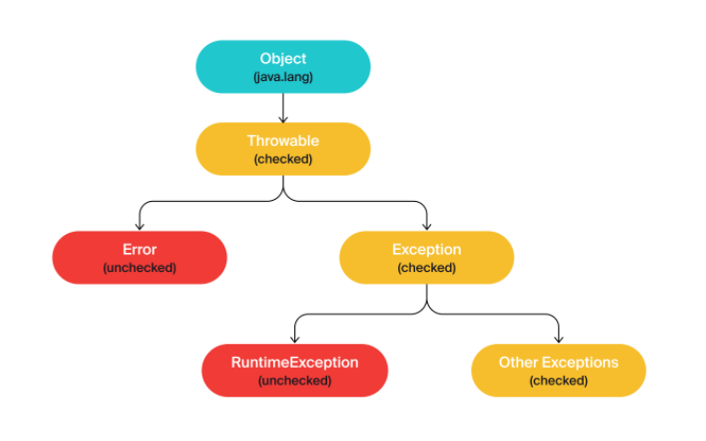 Object
(java.lang)
Throwable
(checked)
Error
(unchecked)
Exception
(checked)
RuntimeException
(unchecked)
Other Exceptions
(checked)